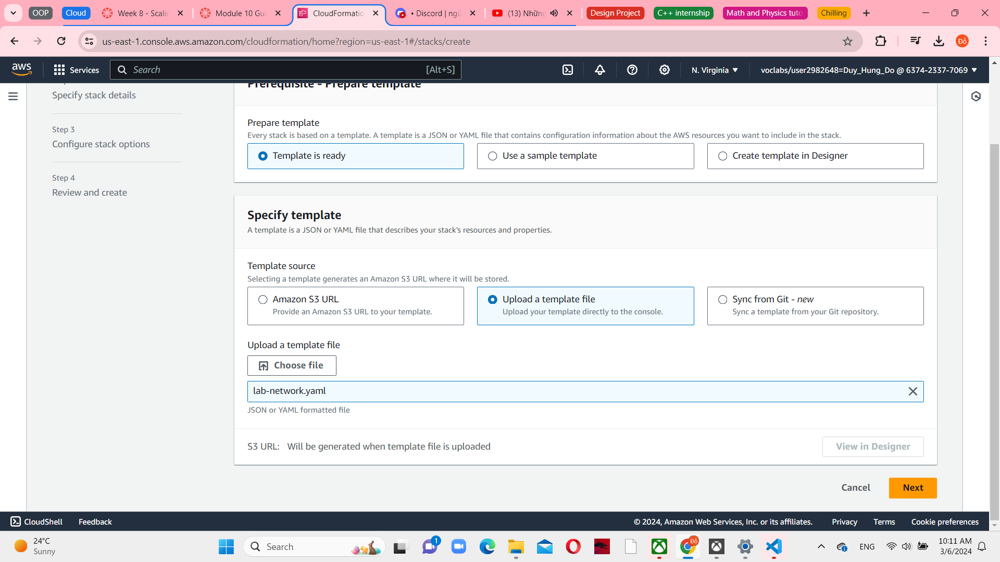 OOP
Cloud
Week 8 - Scalin
Module 10 Gui
CloudFormatio
• Discord | ngũ
(13) Những
Design Project
C++ internship
Math and Physics tuto
Chilling
us-east-1.console.aws.amazon.com/cloudformation/home?region=us-east-1#/stacks/create
Đỗ
aws
Services
Search
[Alt+S]
N. Virginia
voclabs/user2982648=Duy_Hung_Do @ 6374-2337-7069
Specify stack details
Step 3
Configure stack options
Step 4
Review and create
Prerequisite - Prepare template
Prepare template
Every stack is based on a template. A template is a JSON or YAML file that contains configuration information about the AWS resources you want to include in the stack.
Template is ready
Use a sample template
Create template in Designer
Specify template
A template is a JSON or YAML file that describes your stack's resources and properties.
Template source
Selecting a template generates an Amazon S3 URL where it will be stored.
Amazon S3 URL
Provide an Amazon S3 URL to your template.
Upload a template file
Upload your template directly to the console.
Sync from Git - new
Sync a template from your Git repository.
Upload a template file
Choose file
lab-network.yaml
JSON or YAML formatted file
S3 URL: Will be generated when template file is uploaded
View in Designer
Cancel
Next
CloudShell
Feedback
© 2024, Amazon Web Services, Inc. or its affiliates.
Privacy
Terms
Cookie preferences
24°C
Sunny
Search
1
Đỗ
ENG
10:11 AM
3/6/2024